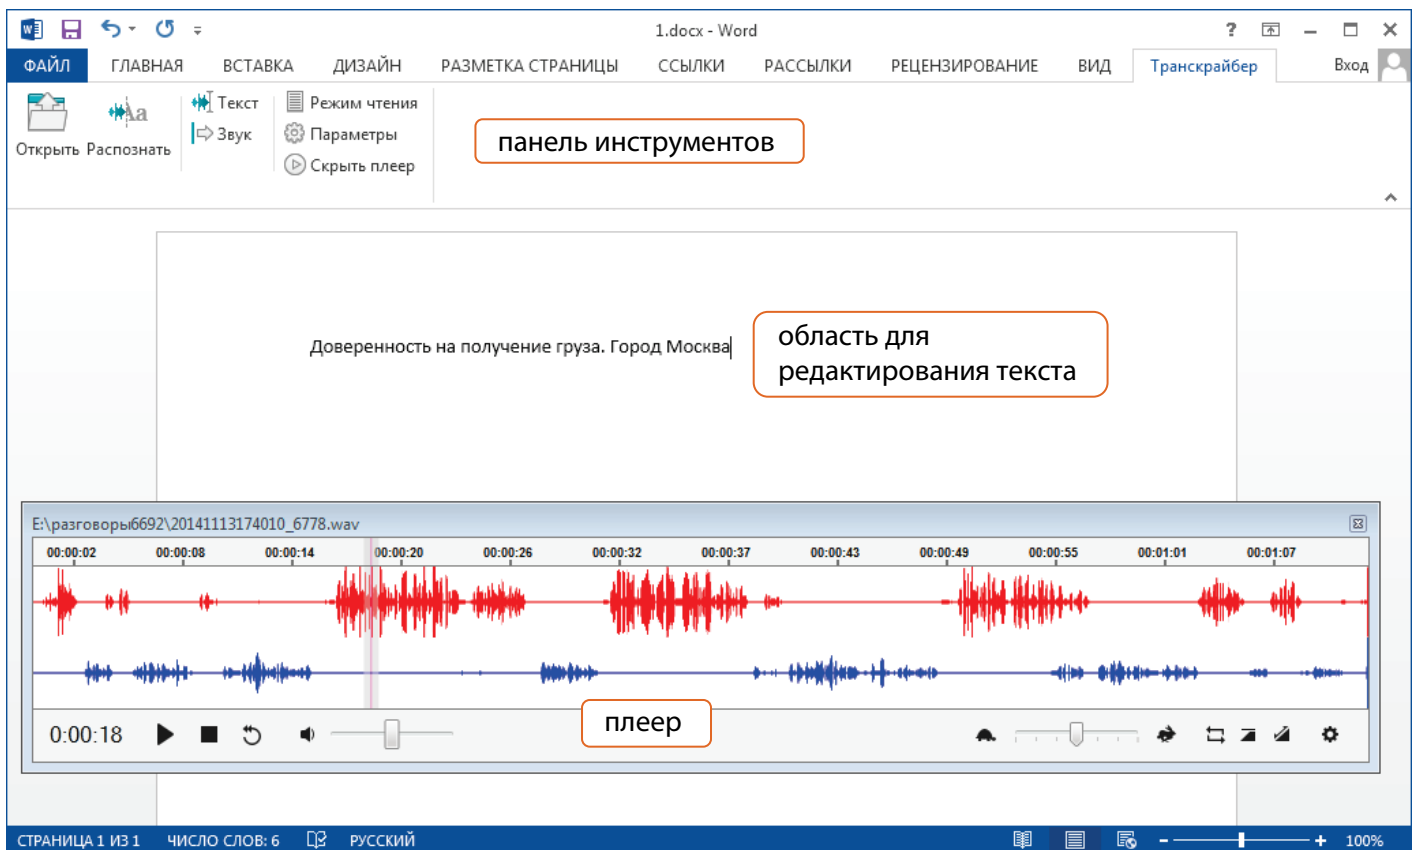 1.docx - Word
ФАЙЛ ГЛАВНАЯ ВСТАВКА ДИЗАЙН РАЗМЕТКА СТРАНИЦЫ ССЫЛКИ РАССЫЛКИ РЕЦЕНЗИРОВАНИЕ ВИД Транскрайбер Вход
Открыть
Распознать
Текст
Звук
Режим чтения
Параметры
Скрыть плеер
панель инструментов
Доверенность на получение груза. Город Москва
область для
редактирования текста
E:\разговоры6692\20141113174010_6778.wav
00:00:02 00:00:08 00:00:14 00:00:20 00:00:26 00:00:32 00:00:37 00:00:43 00:00:49 00:00:55 00:01:01 00:01:07
плеер
0:00:18
СТРАНИЦА 1 ИЗ 1 ЧИСЛО СЛОВ: 6 РУССКИЙ 100%